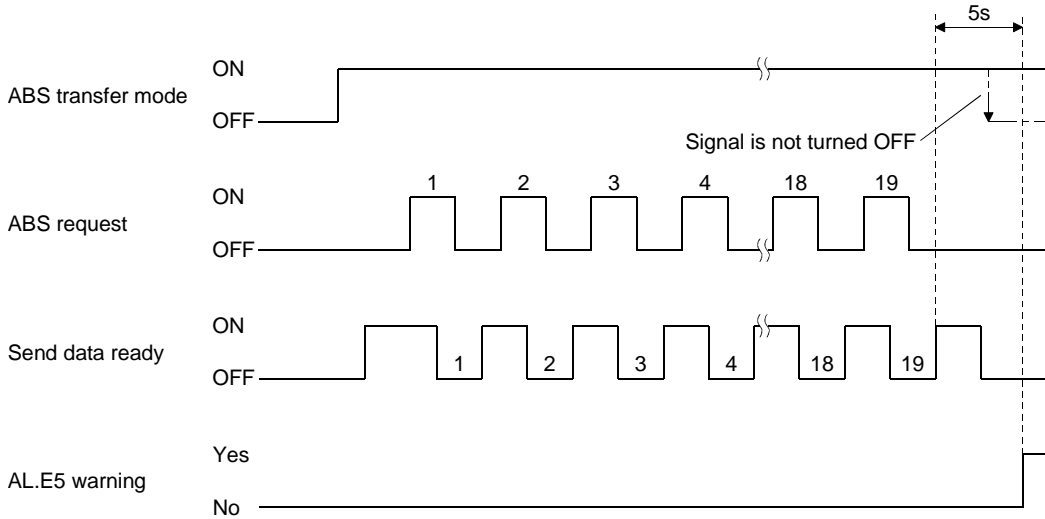 5s
ON
ABS transfer mode
OFF
Signal is not turned OFF
1 2 3 4 18 19
ON
ABS request
OFF
ON
Send data ready
OFF
1 2 3 4 18 19
Yes
AL.E5 warning
No